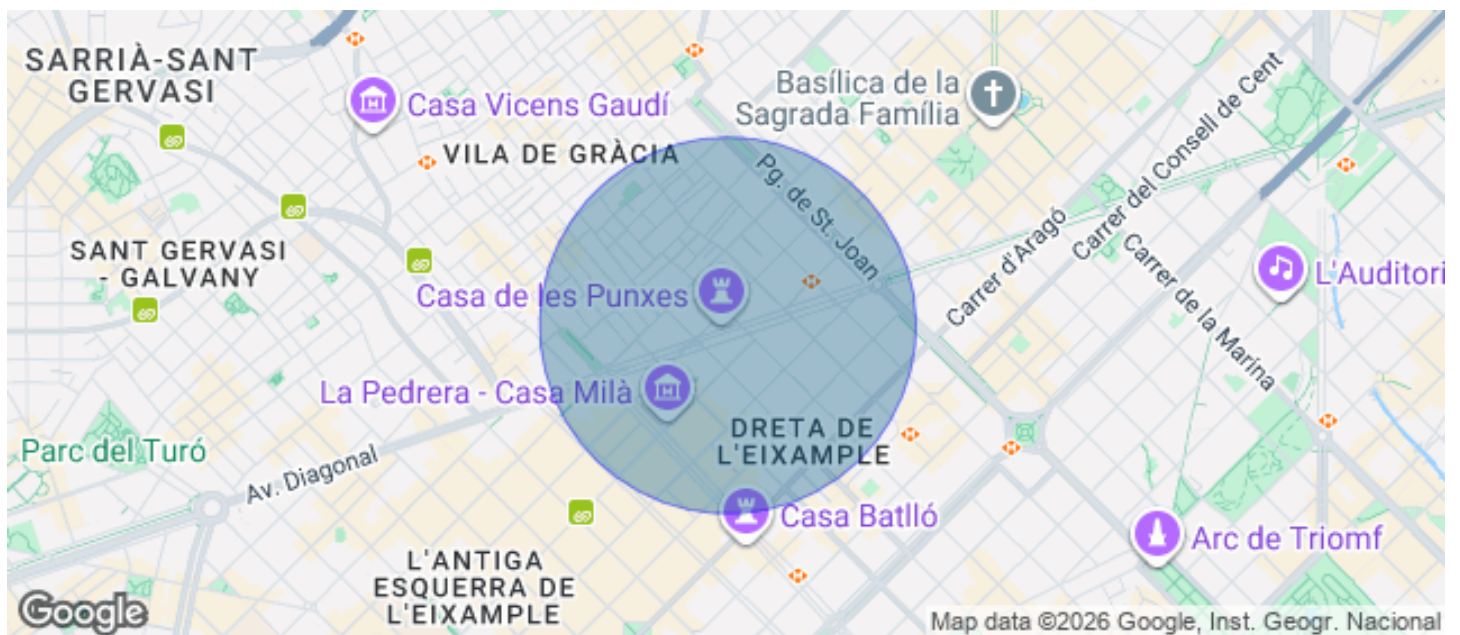 SARRIÀ-SANT
GERVASI
Casa Vicens Gaudí
Basílica de la
Sagrada Família
VILA DE GRÀCIA
Pg. de St. Joan
Carrer del Consell de Cent
Carrer d'Aragó
Carrer de la Marina
SANT GERVASI
- GALVANY
Casa de les Punxes
L'Auditori
La Pedrera - Casa Milà
Parc del Turó
Av. Diagonal
DRETA DE
L'EIXAMPLE
Casa Batlló
Arc de Triomf
L'ANTIGA
ESQUERRA DE
L'EIXAMPLE
Google
Map data ©2026 Google, Inst. Geogr. Nacional